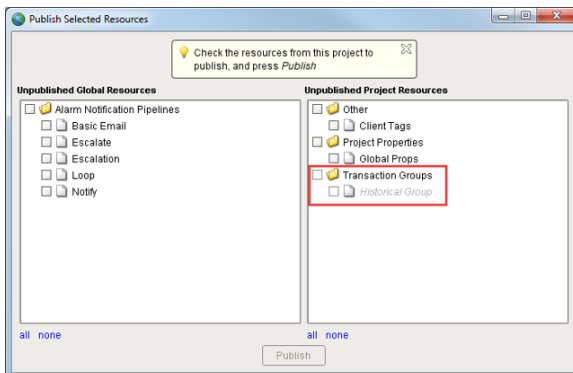 Publish Selected Resources
Check the resources from this project to
publish, and press Publish
Unpublished Global Resources
Alarm Notification Pipelines
Basic Email
Escalate
Escalation
Loop
Notify
all none
Unpublished Project Resources
Other
Client Tags
Project Properties
Global Props
Transaction Groups
Historical Group
all none
Publish